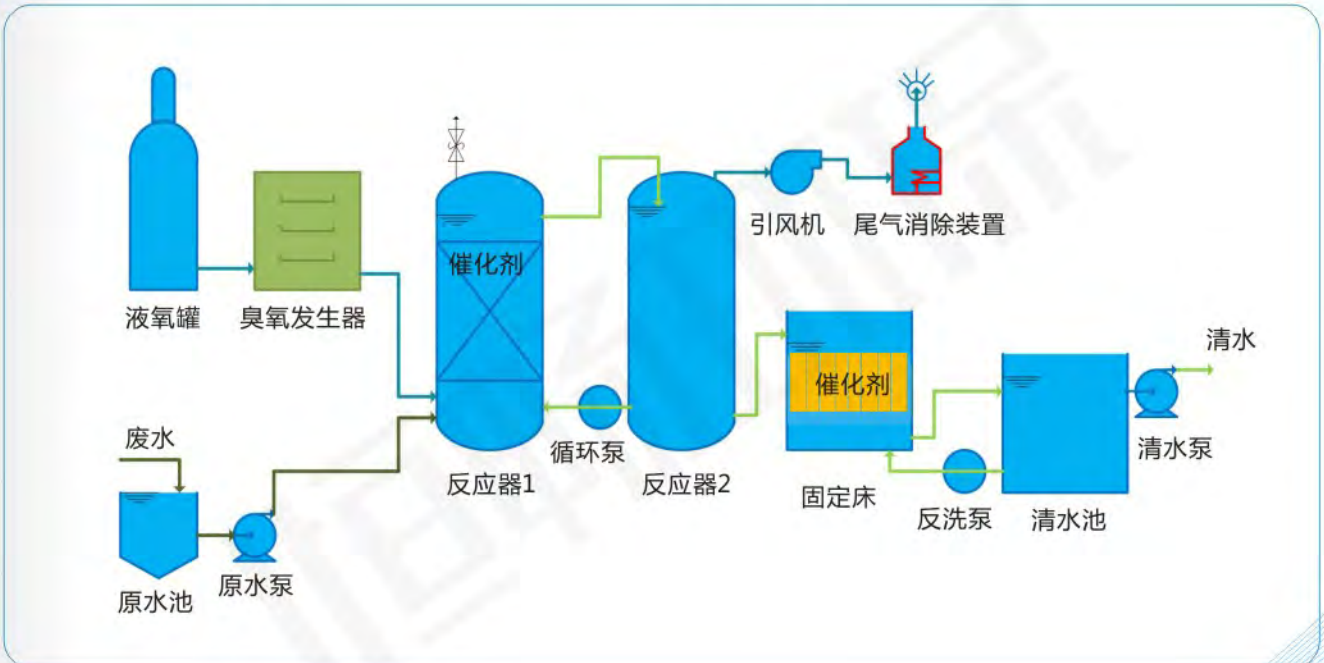 引风机
尾气消除装置
催化剂
液氧罐
臭氧发生器
清水
催化剂
废水
循环泵
清水泵
反应器1
反应器2
固定床
反洗泵
清水池
原水泵
原水池